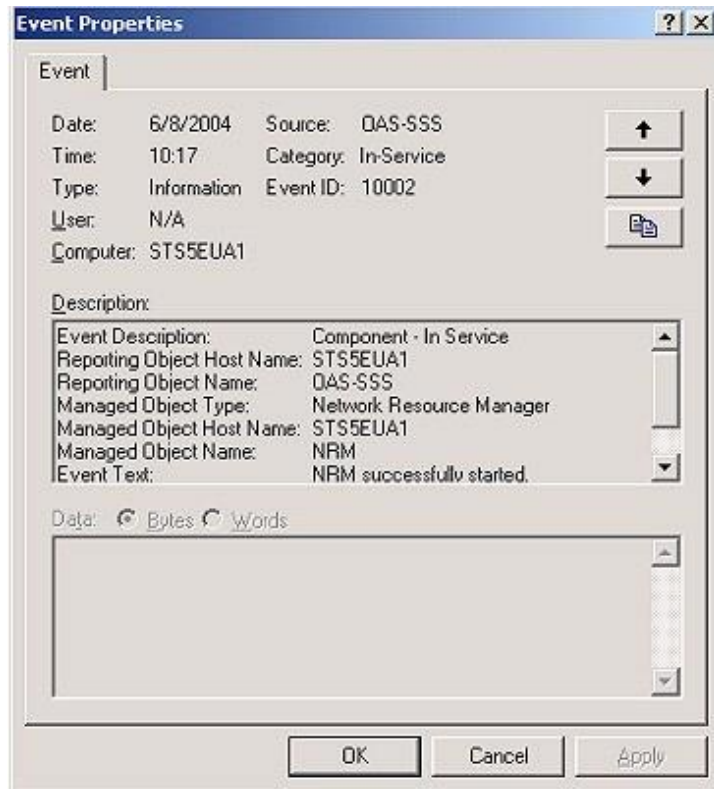 Event Properties
Event
Date: 6/8/2004 Source: OAS-SSS
Time: 10:17 Category: In-Service
Type: Information Event ID: 10002
User: N/A
Computer: STS5EUA1
Description:
Event Description: Component - In Service
Reporting Object Host Name: STS5EUA1
Reporting Object Name: OAS-SSS
Managed Object Type: Network Resource Manager
Managed Object Host Name: STS5EUA1
Managed Object Name: NRM
Event Text: NRM successfully started.
Data: Bytes Words
OK Cancel Apply